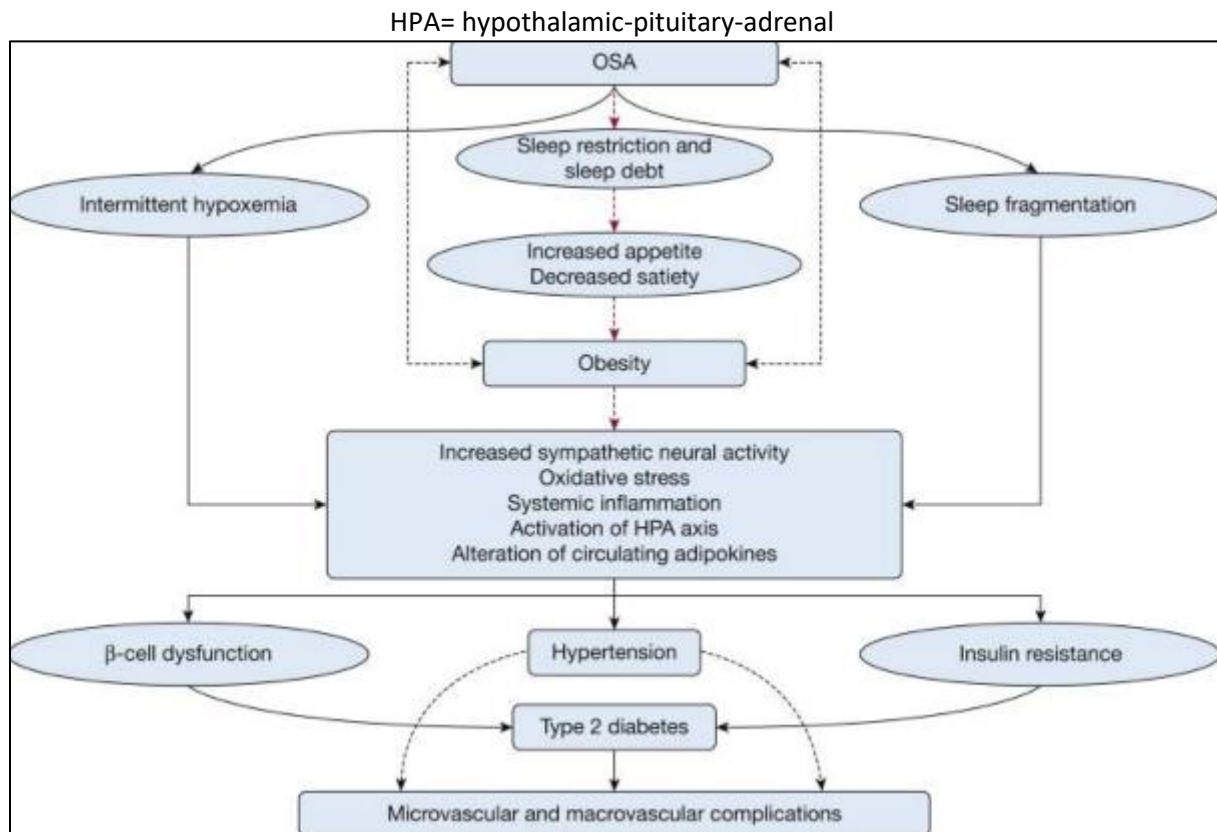 HPA= hypothalamic-pituitary-adrenal
OSA
Sleep restriction and
sleep debt
Intermittent hypoxemia
Sleep fragmentation
Increased appetite
Decreased satiety
Obesity
Increased sympathetic neural activity
Oxidative stress
Systemic inflammation
Activation of HPA axis
Alteration of circulating adipokines
β-cell dysfunction
Hypertension
Insulin resistance
Type 2 diabetes
Microvascular and macrovascular complications